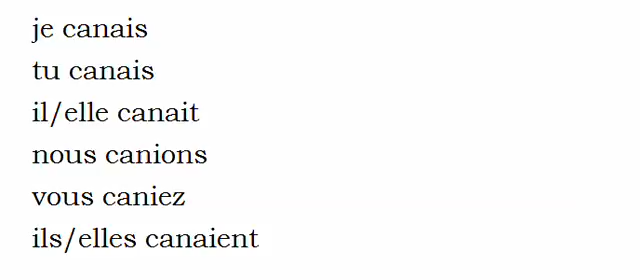 je canais
tu canais
il/elle canait
nous canions
vous caniez
ils/elles canaient